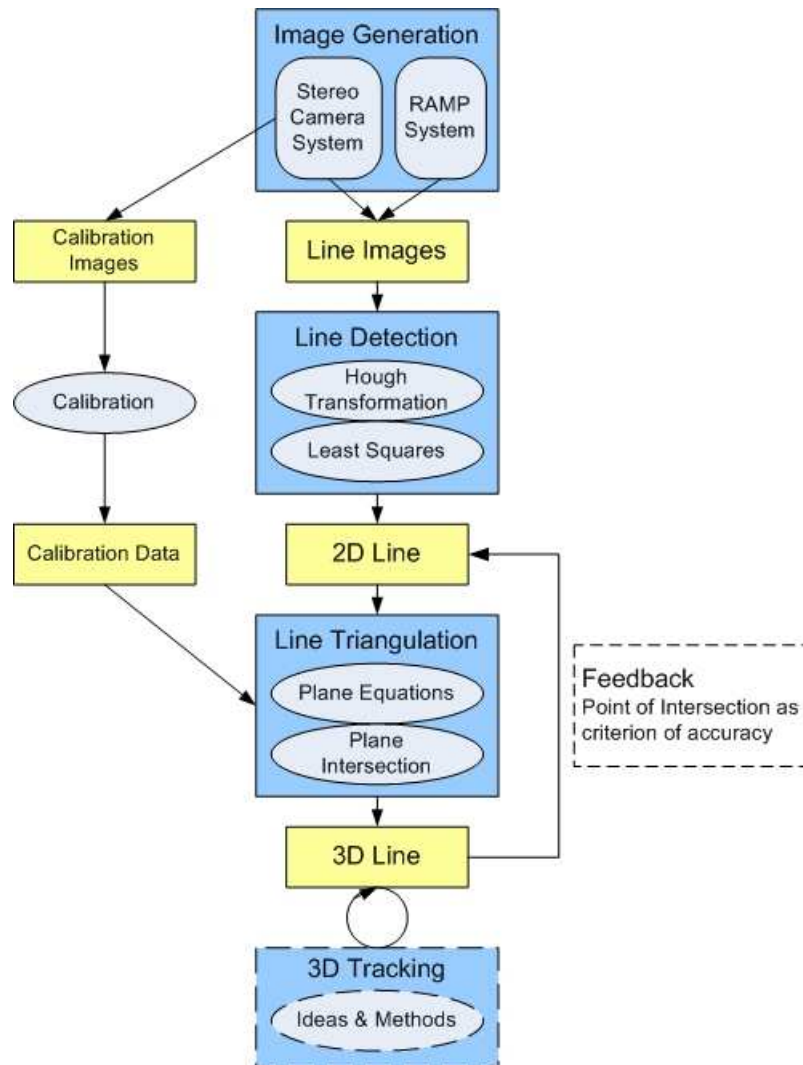 Image Generation
Stereo
Camera
System
RAMP
System
Calibration
Images
Line Images
Line Detection
Hough
Transformation
Calibration
Least Squares
Calibration Data
2D Line
Line Triangulation
Plane Equations
Plane
Intersection
Feedback
Point of Intersection as
criterion of accuracy
3D Line
3D Tracking
Ideas & Methods